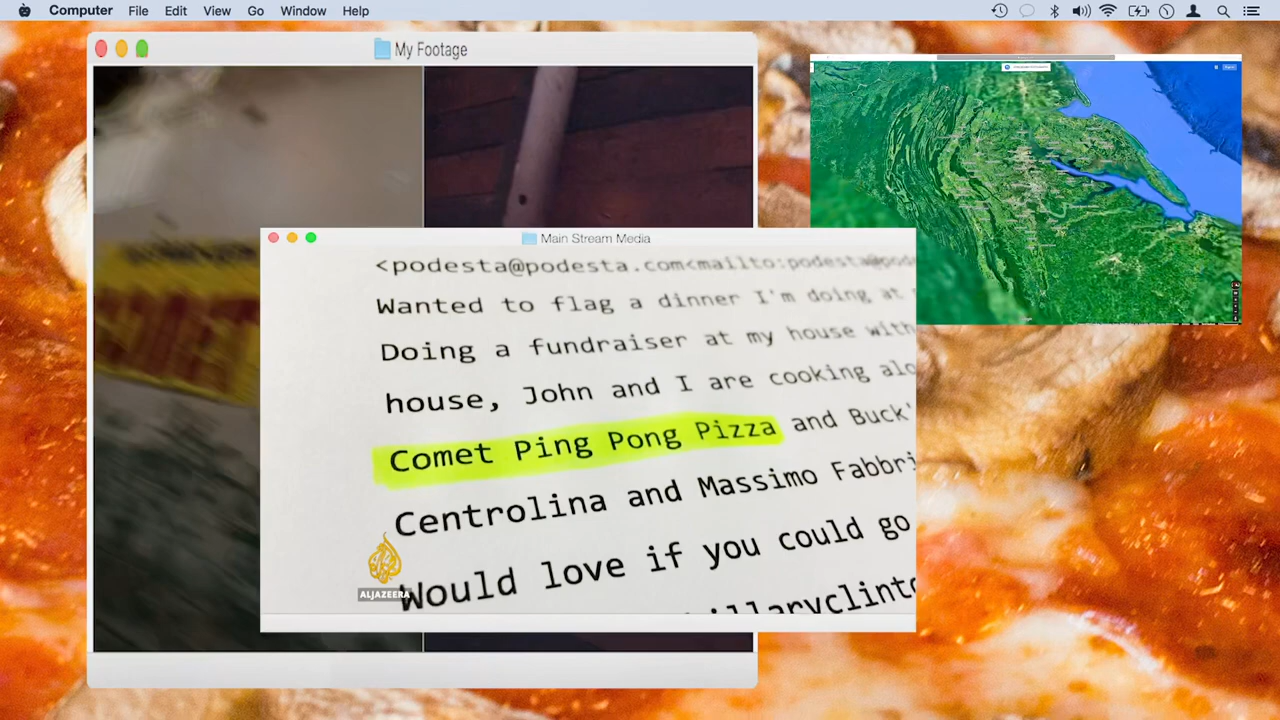 Computer File Edit View Go Window Help
My Footage
Main Stream Media
<podesta@podesta.com<mailto:podesta@
Wanted to flag a dinner I'm doing at
Doing a fundraiser at my house with
house, John and I are cooking alo
Comet Ping Pong Pizza and Buck'
Centrolina and Massimo Fabbri
Would love if you could go
illaryclinto
ALJAZEERA